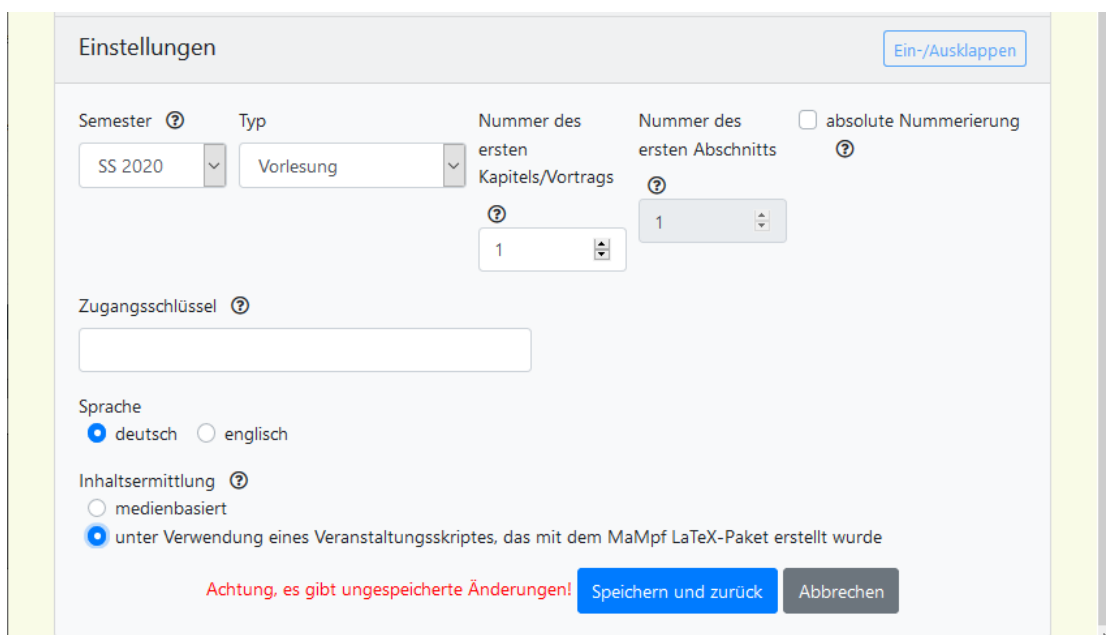 Einstellungen
Ein-/Ausklappen
Semester
Typ
Nummer des
ersten
Kapitels/Vortrags
Nummer des
ersten Abschnitts
absolute Nummerierung
SS 2020
Vorlesung
1
1
Zugangsschlüssel
Sprache
deutsch
englisch
Inhaltsermittlung
medienbasiert
unter Verwendung eines Veranstaltungsskriptes, das mit dem MaMpf LaTeX-Paket erstellt wurde
Achtung, es gibt ungespeicherte Änderungen!
Speichern und zurück
Abbrechen